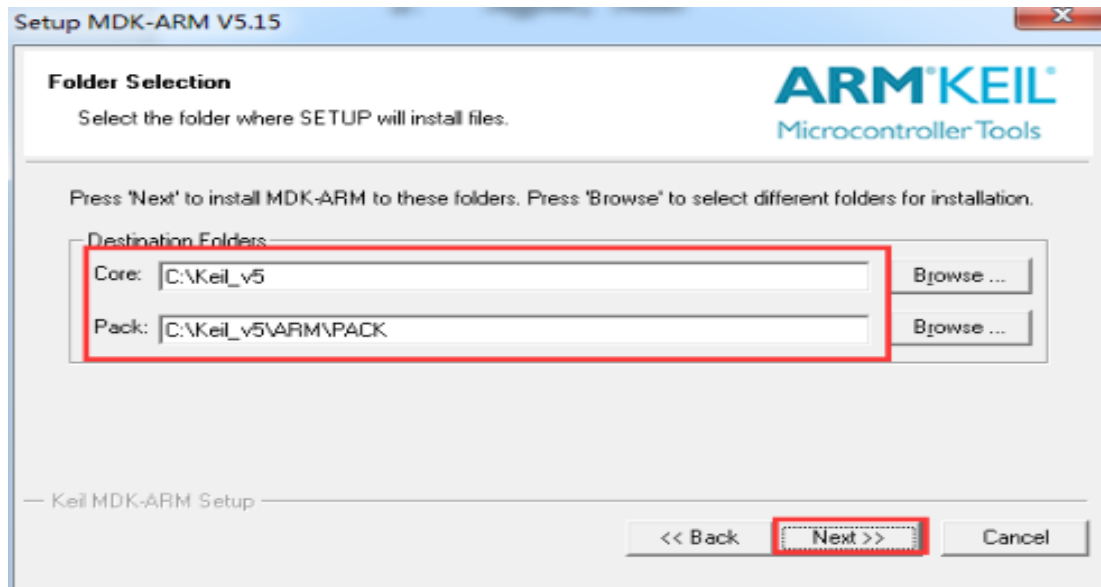 Setup MDK-ARM V5.15
Folder Selection
Select the folder where SETUP will install files.
ARM®KEIL®
Microcontroller Tools
Press 'Next' to install MDK-ARM to these folders. Press 'Browse' to select different folders for installation.
Destination Folders
Core: C:\Keil_v5 Browse ...
Pack: C:\Keil_v5\ARM\PACK Browse ...
Keil MDK-ARM Setup
<< Back Next >> Cancel